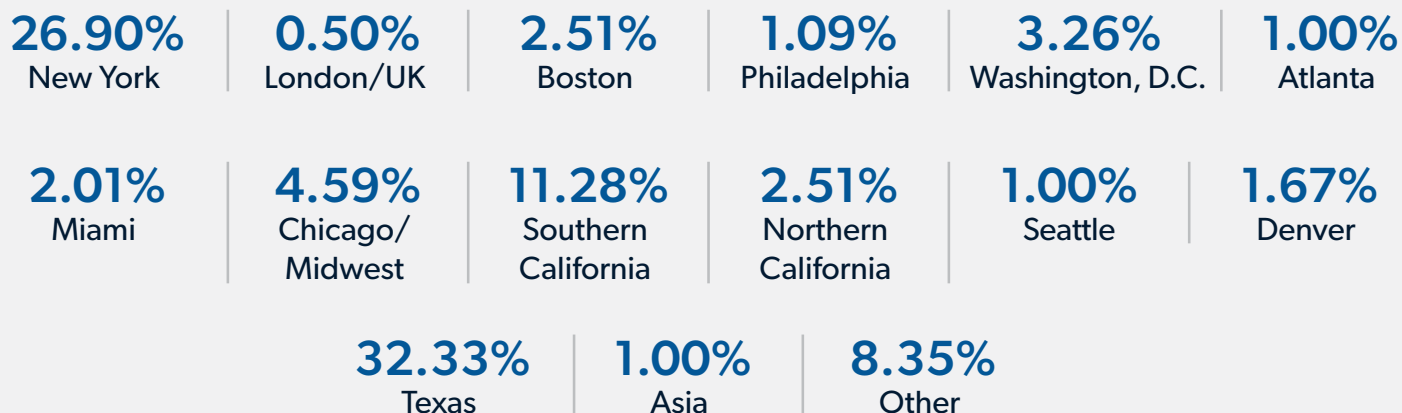 26.90% 0.50% 2.51% 1.09% 3.26% 1.00%
New York London/UK Boston Philadelphia Washington, D.C. Atlanta
2.01% 4.59% 11.28% 2.51% 1.00% 1.67%
Miami Chicago/ Southern Northern Seattle Denver
Midwest California California
32.33% 1.00% 8.35%
Texas Asia Other